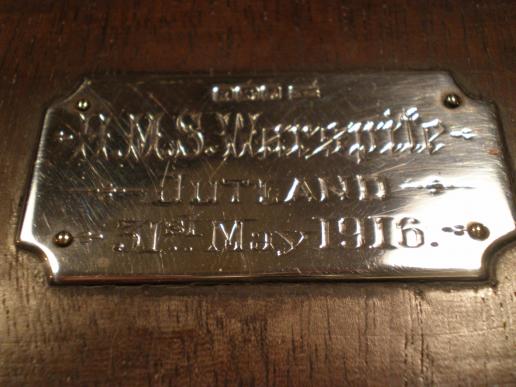 H.M.S. Warspite
JUTLAND
31st May 1916.